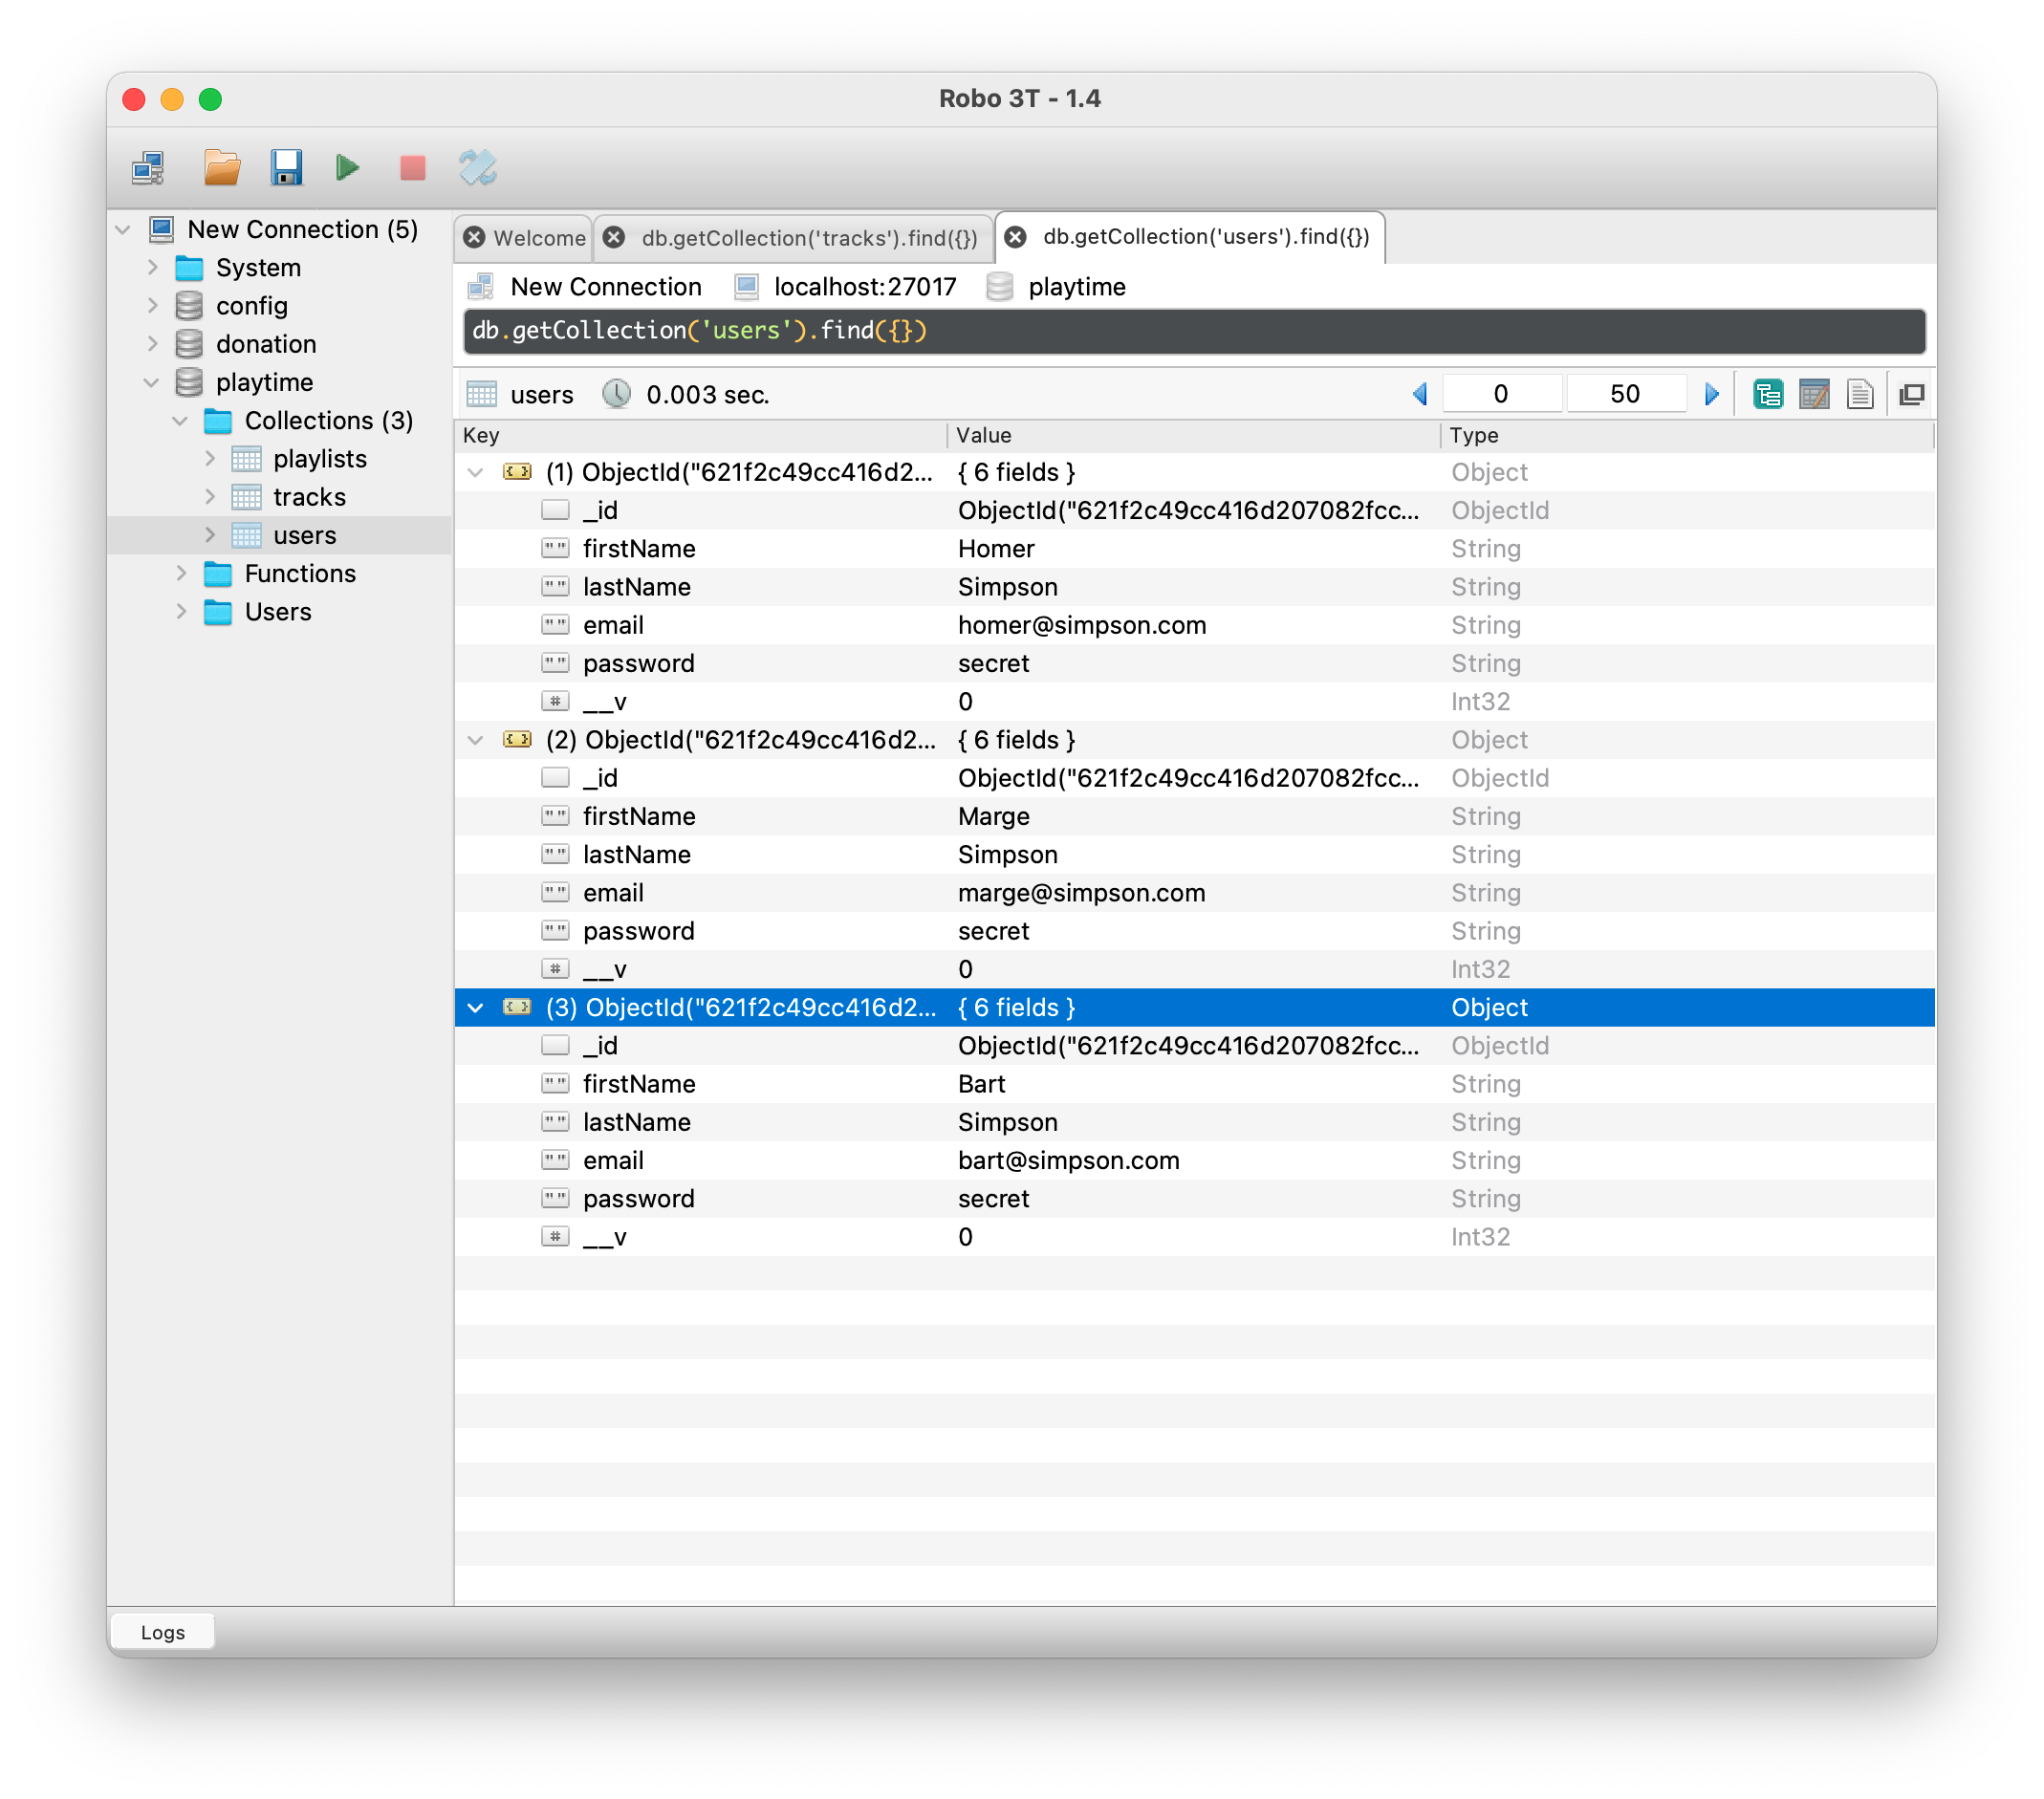 Robo 3T - 1.4
New Connection (5)
System
config
donation
playtime
Collections (3)
playlists
tracks
users
Functions
Users
Welcome
db.getCollection('tracks').find({})
db.getCollection('users').find({})
New Connection localhost:27017 playtime
db.getCollection('users').find({})
users 0.003 sec. 0 50
Key Value Type
(1) ObjectId("621f2c49cc416d2... { 6 fields } Object
_id ObjectId("621f2c49cc416d207082fcc... ObjectId
"" firstName Homer String
"" lastName Simpson String
"" email homer@simpson.com String
"" password secret String
# __v 0 Int32
(2) ObjectId("621f2c49cc416d2... { 6 fields } Object
_id ObjectId("621f2c49cc416d207082fcc... ObjectId
"" firstName Marge String
"" lastName Simpson String
"" email marge@simpson.com String
"" password secret String
# __v 0 Int32
(3) ObjectId("621f2c49cc416d2... { 6 fields } Object
_id ObjectId("621f2c49cc416d207082fcc... ObjectId
"" firstName Bart String
"" lastName Simpson String
"" email bart@simpson.com String
"" password secret String
# __v 0 Int32
Logs